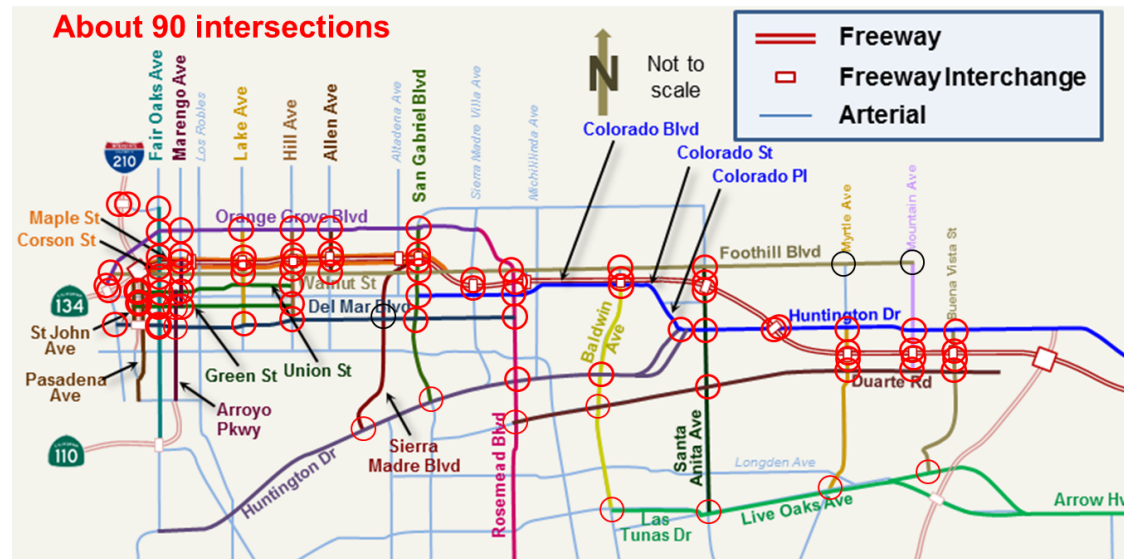 About 90 intersections
Freeway
Freeway Interchange
Arterial
N
Not to
scale
Fair Oaks Ave
Marengo Ave
Los Robles
Lake Ave
Hill Ave
Allen Ave
Altadena Ave
San Gabriel Blvd
Sierra Madre Villa Ave
Michillinda Ave
Colorado Blvd
Colorado St
Colorado Pl
Myrtle Ave
Mountain Ave
Buena Vista St
210
Maple St
Corson St
Orange Grove Blvd
Foothill Blvd
Walnut St
CALIFORNIA
134
Del Mar Blvd
Huntington Dr
St John
Ave
Baldwin
Ave
Pasadena
Ave
Green St
Union St
Duarte Rd
Arroyo
Pkwy
CALIFORNIA
110
Sierra
Madre Blvd
Rosemead Blvd
Santa
Anita Ave
Longden Ave
Huntington Dr
Live Oaks Ave
Las
Tunas Dr
Arrow Hw